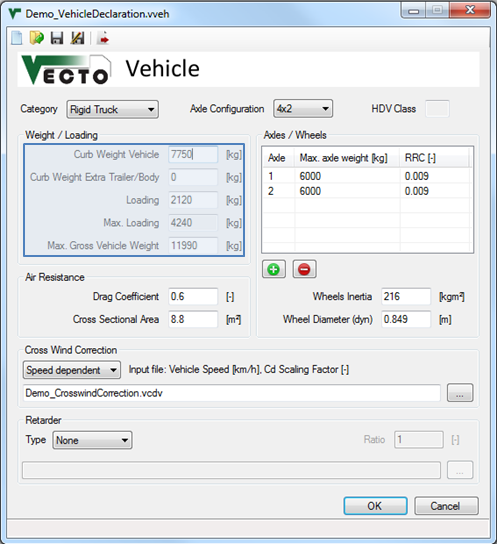 Demo_VehicleDeclaration.vveh
VECTO Vehicle
Category Rigid Truck Axle Configuration 4x2 HDV Class
Weight / Loading
Curb Weight Vehicle 7750 [kg]
Curb Weight Extra Trailer/Body 0 [kg]
Loading 2120 [kg]
Max. Loading 4240 [kg]
Max. Gross Vehicle Weight 11990 [kg]
Axles / Wheels
Axle Max. axle weight [kg] RRC [-]
1 6000 0.009
2 6000 0.009
Air Resistance
Drag Coefficient 0.6 [-]
Cross Sectional Area 8.8 [m²]
Wheels Inertia 216 [kgm²]
Wheel Diameter (dyn) 0.849 [m]
Cross Wind Correction
Speed dependent Input file: Vehicle Speed [km/h], Cd Scaling Factor [-]
Demo_CrosswindCorrection.vcdv ...
Retarder
Type None Ratio 1 [-]
...
OK Cancel